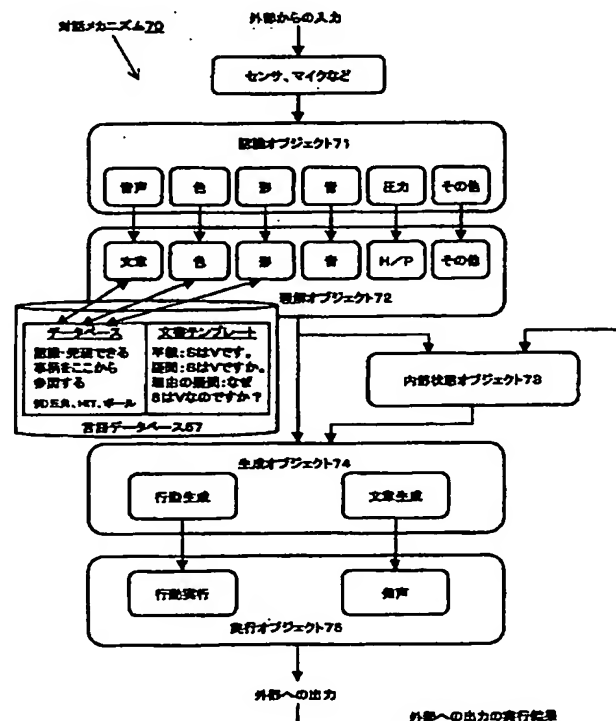 対話メカニズム70
外部からの入力
センサ、マイクなど
認識オブジェクト71
音声
色
形
音
圧力
その他
文章
色
形
音
H/P
その他
理解オブジェクト72
データベース
認識・発現できる
事柄をここから
参照する
HIT、ボール
文章テンプレート
平叙：SはVです。
疑問：SはVですか。
理由の疑問：なぜ
SはVなのですか？
言語データベース67
内部状態オブジェクト73
生成オブジェクト74
行動生成
文章生成
行動実行
発声
実行オブジェクト75
外部への出力
外部への出力の実行結果